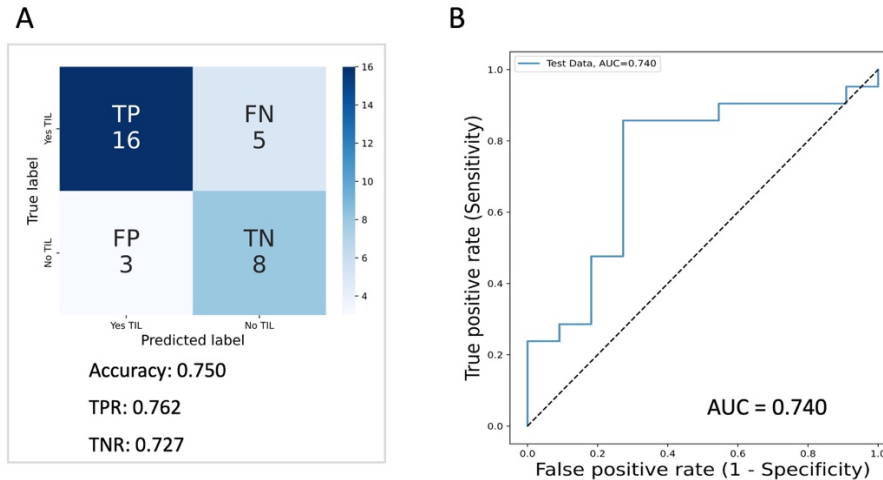 A
Yes TIL
No TIL
True label
TP
16
FN
5
FP
3
TN
8
Yes TIL
No TIL
Predicted label
16
14
12
10
8
6
4
Accuracy: 0.750
TPR: 0.762
TNR: 0.727
B
Test Data, AUC=0.740
True positive rate (Sensitivity)
1.0
0.8
0.6
0.4
0.2
0.0
AUC = 0.740
0.0
0.2
0.4
0.6
0.8
1.0
False positive rate (1 - Specificity)